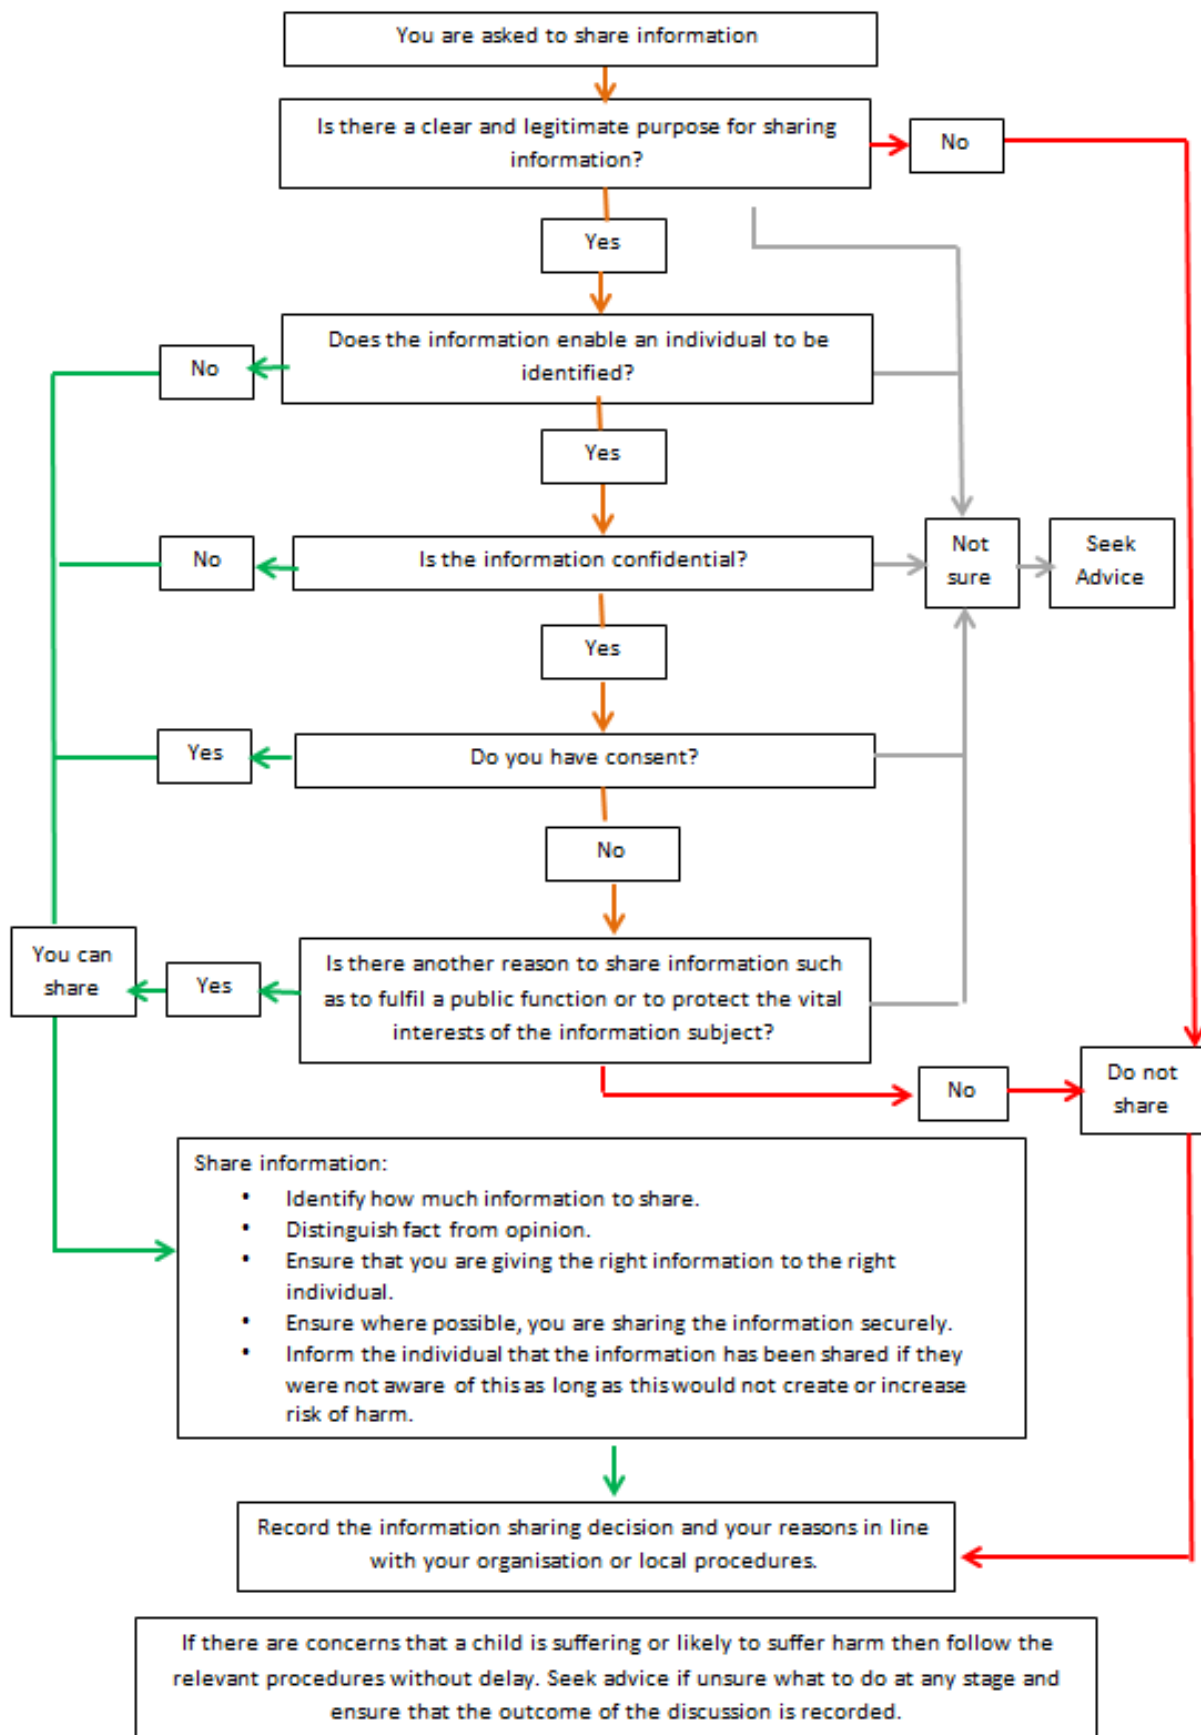 You are asked to share information
Is there a clear and legitimate purpose for sharing
information?
No
Yes
Does the information enable an individual to be
identified?
No
Yes
Is the information confidential?
No
Not
sure
Seek
Advice
Yes
Do you have consent?
Yes
No
Is there another reason to share information such
as to fulfil a public function or to protect the vital
interests of the information subject?
Yes
You can
share
No
Do not
share
Share information:
• Identify how much information to share.
• Distinguish fact from opinion.
• Ensure that you are giving the right information to the right
individual.
• Ensure where possible, you are sharing the information securely.
• Inform the individual that the information has been shared if they
were not aware of this as long as this would not create or increase
risk of harm.
Record the information sharing decision and your reasons in line
with your organisation or local procedures.
If there are concerns that a child is suffering or likely to suffer harm then follow the
relevant procedures without delay. Seek advice if unsure what to do at any stage and
ensure that the outcome of the discussion is recorded.